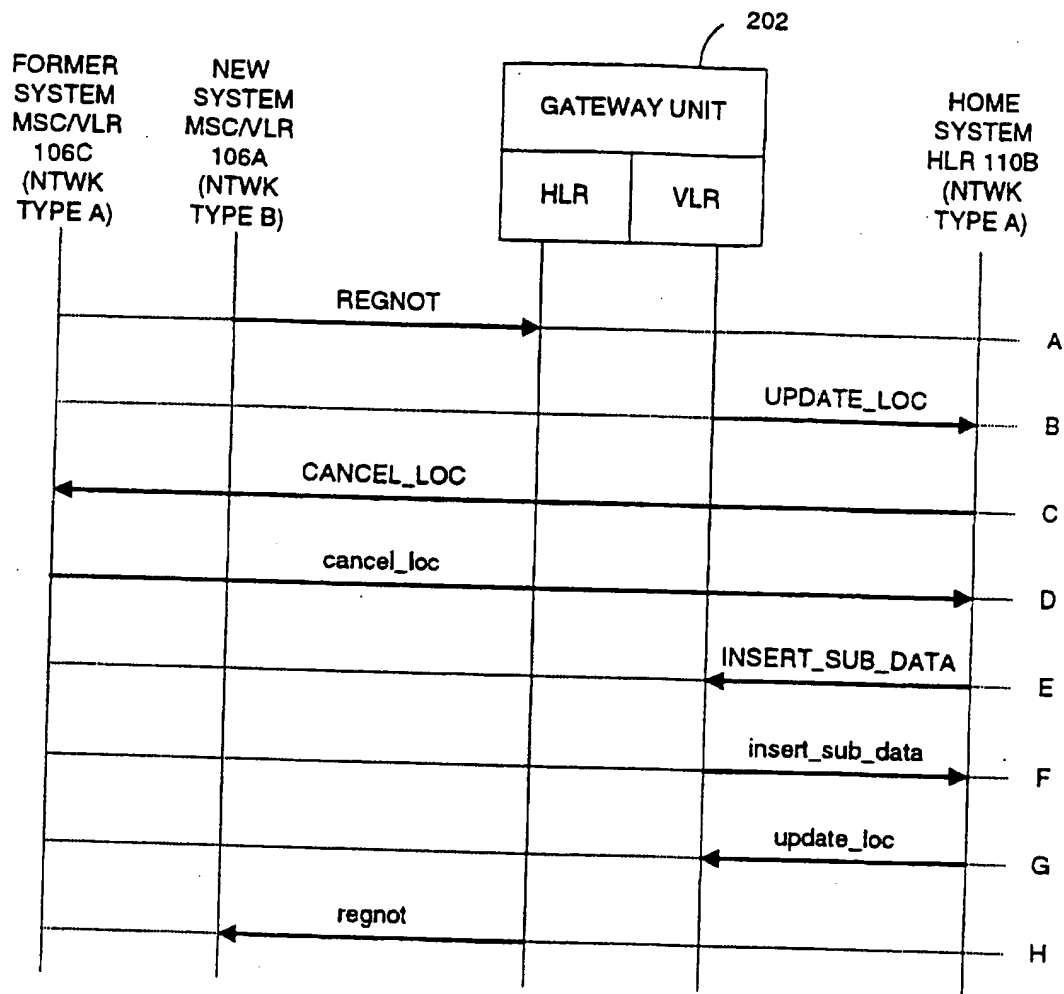 202
FORMER
SYSTEM
MSC/VLR
106C
(NTWK
TYPE A)
NEW
SYSTEM
MSC/VLR
106A
(NTWK
TYPE B)
GATEWAY UNIT
HLR
VLR
HOME
SYSTEM
HLR 110B
(NTWK
TYPE A)
REGNOT
A
UPDATE_LOC
B
CANCEL_LOC
C
cancel_loc
D
INSERT_SUB_DATA
E
insert_sub_data
F
update_loc
G
regnot
H